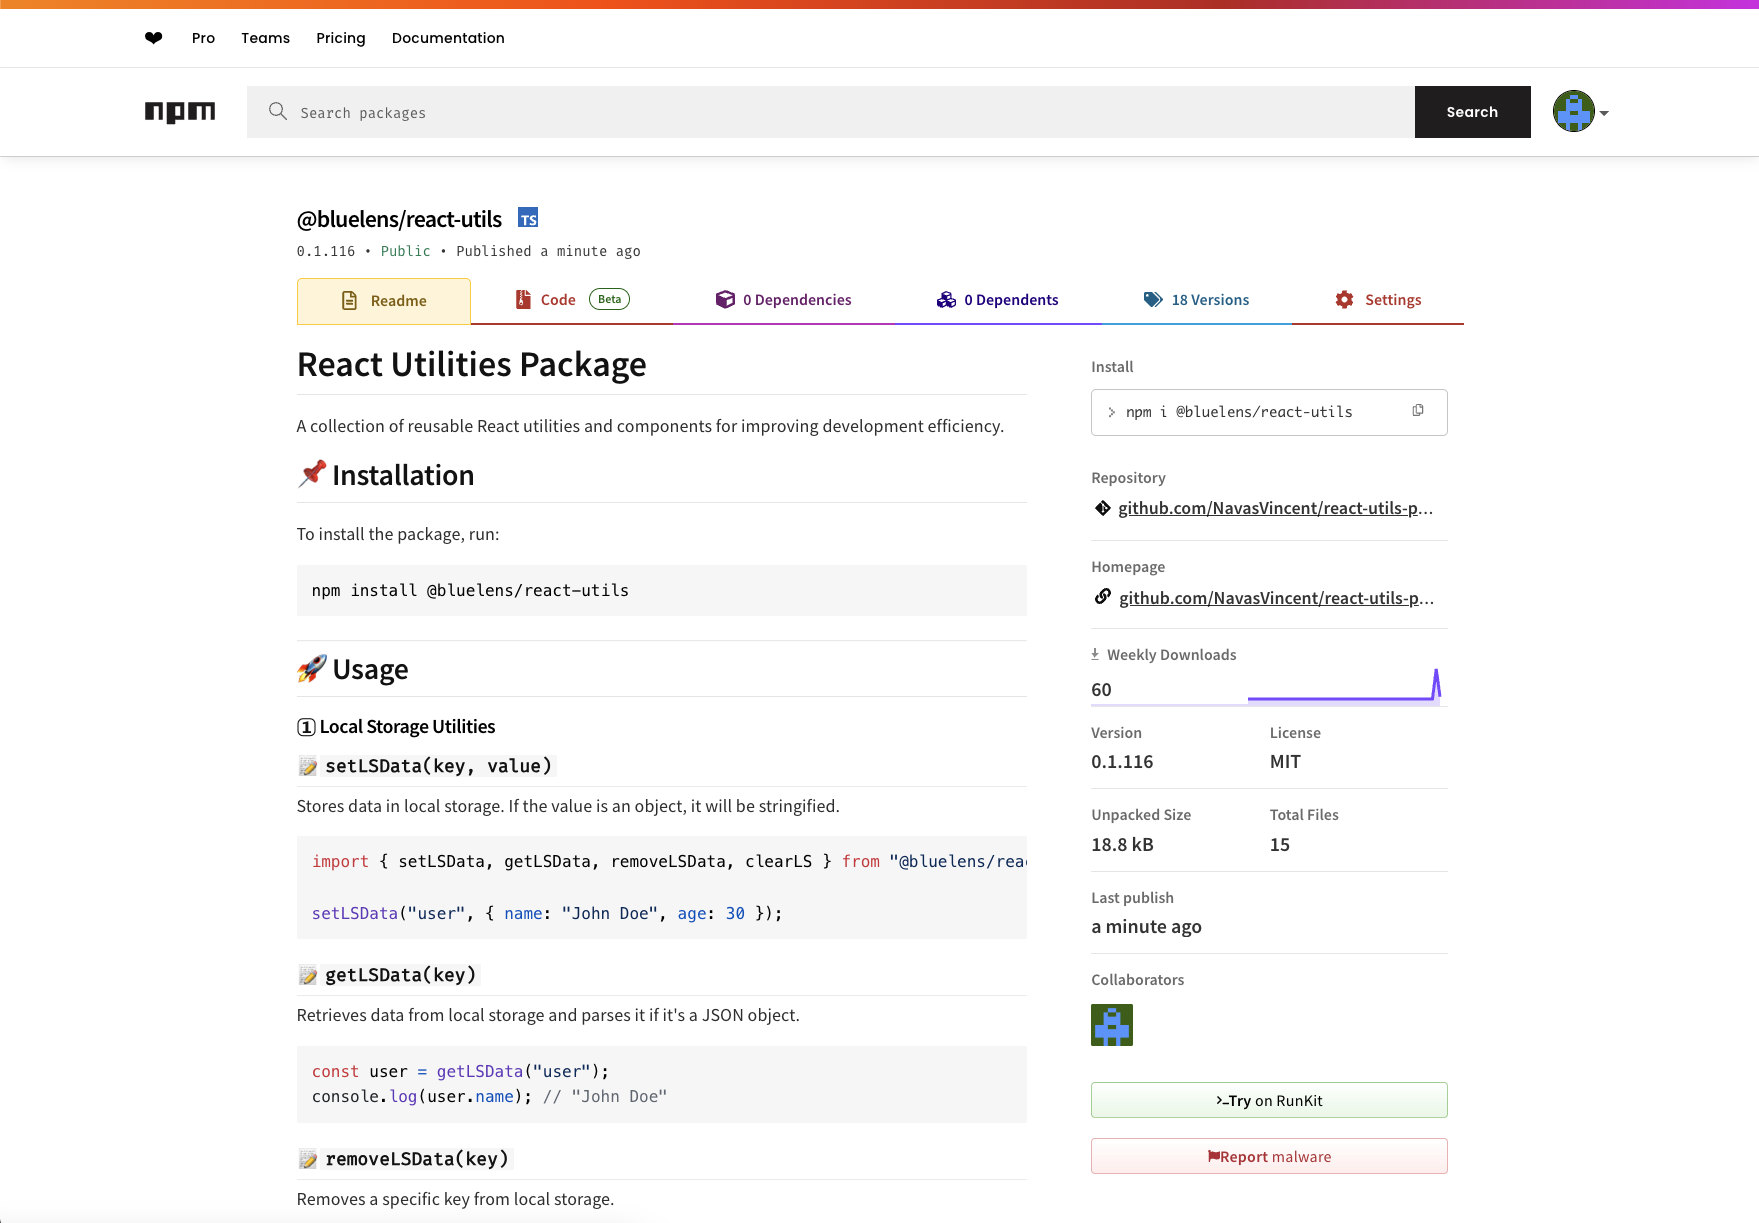 ❤ Pro Teams Pricing Documentation
npm Search packages Search
@bluelens/react-utils TS
0.1.116 • Public • Published a minute ago
Readme Code Beta 0 Dependencies 0 Dependents 18 Versions Settings
React Utilities Package
A collection of reusable React utilities and components for improving development efficiency.
📌 Installation
To install the package, run:
npm install @bluelens/react-utils
🚀 Usage
1 Local Storage Utilities
📝 setLSData(key, value)
Stores data in local storage. If the value is an object, it will be stringified.
import { setLSData, getLSData, removeLSData, clearLS } from "@bluelens/reac
setLSData("user", { name: "John Doe", age: 30 });
📝 getLSData(key)
Retrieves data from local storage and parses it if it's a JSON object.
const user = getLSData("user");
console.log(user.name); // "John Doe"
📝 removeLSData(key)
Removes a specific key from local storage.
Install
> npm i @bluelens/react-utils
Repository
github.com/NavasVincent/react-utils-p...
Homepage
github.com/NavasVincent/react-utils-p...
Weekly Downloads
60
Version License
0.1.116 MIT
Unpacked Size Total Files
18.8 kB 15
Last publish
a minute ago
Collaborators
>-Try on RunKit
Report malware